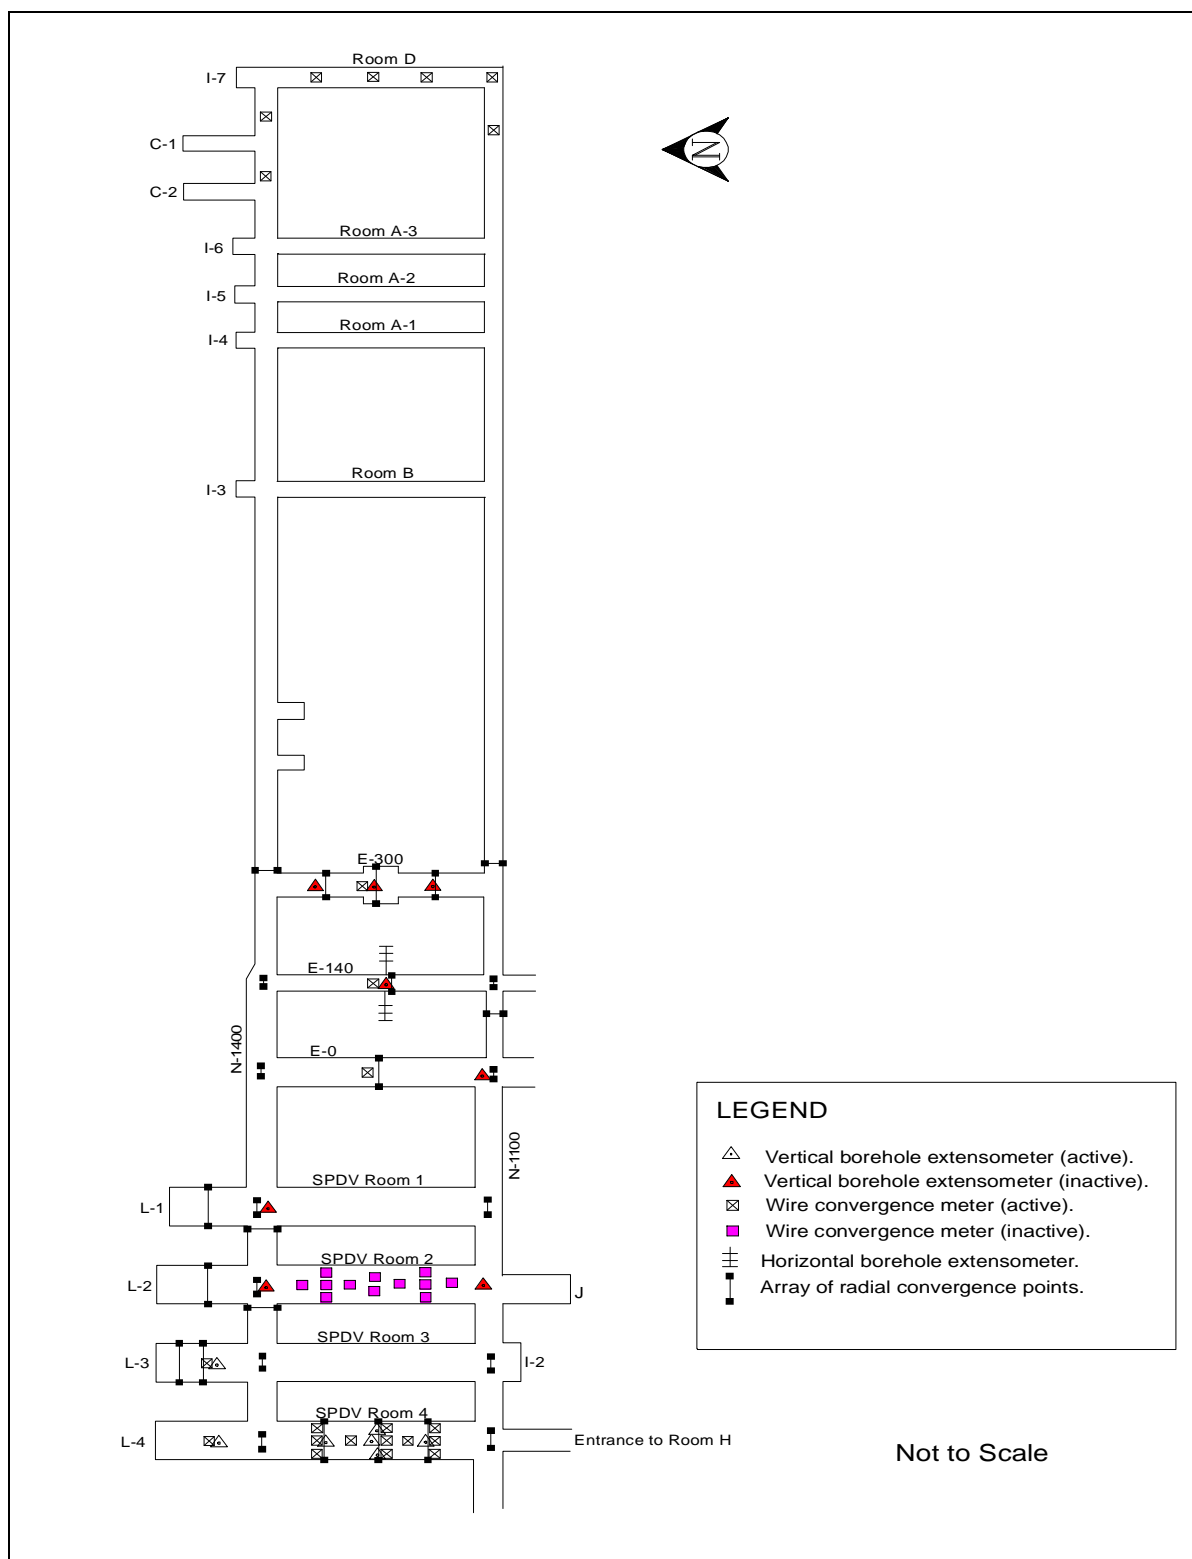 Room D
I-7
C-1
N
C-2
Room A-3
I-6
Room A-2
I-5
Room A-1
I-4
Room B
I-3
E-300
E-140
N-1400
E-0
N-1100
SPDV Room 1
L-1
SPDV Room 2
L-2
J
SPDV Room 3
L-3
I-2
SPDV Room 4
L-4
Entrance to Room H
LEGEND
Vertical borehole extensometer (active).
Vertical borehole extensometer (inactive).
Wire convergence meter (active).
Wire convergence meter (inactive).
Horizontal borehole extensometer.
Array of radial convergence points.
Not to Scale